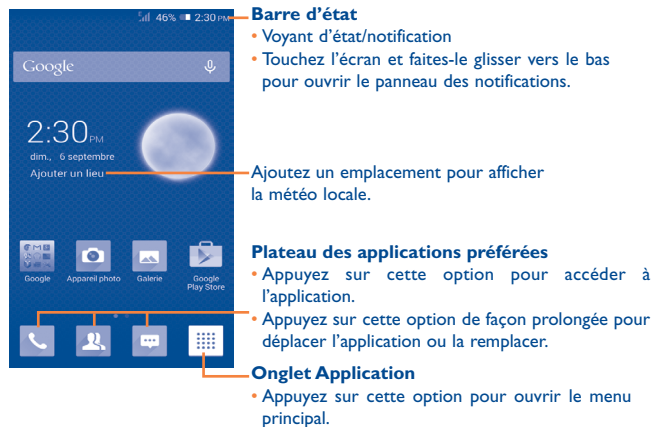 46% 2:30 PM
Google
2:30 PM
dim., 6 septembre
Ajouter un lieu
Google
Appareil photo
Galerie
Google
Play Store
Barre d’état
• Voyant d’état/notification
• Touchez l’écran et faites-le glisser vers le bas
pour ouvrir le panneau des notifications.
Ajoutez un emplacement pour afficher
la météo locale.
Plateau des applications préférées
• Appuyez sur cette option pour accéder à
l’application.
• Appuyez sur cette option de façon prolongée pour
déplacer l’application ou la remplacer.
Onglet Application
• Appuyez sur cette option pour ouvrir le menu
principal.